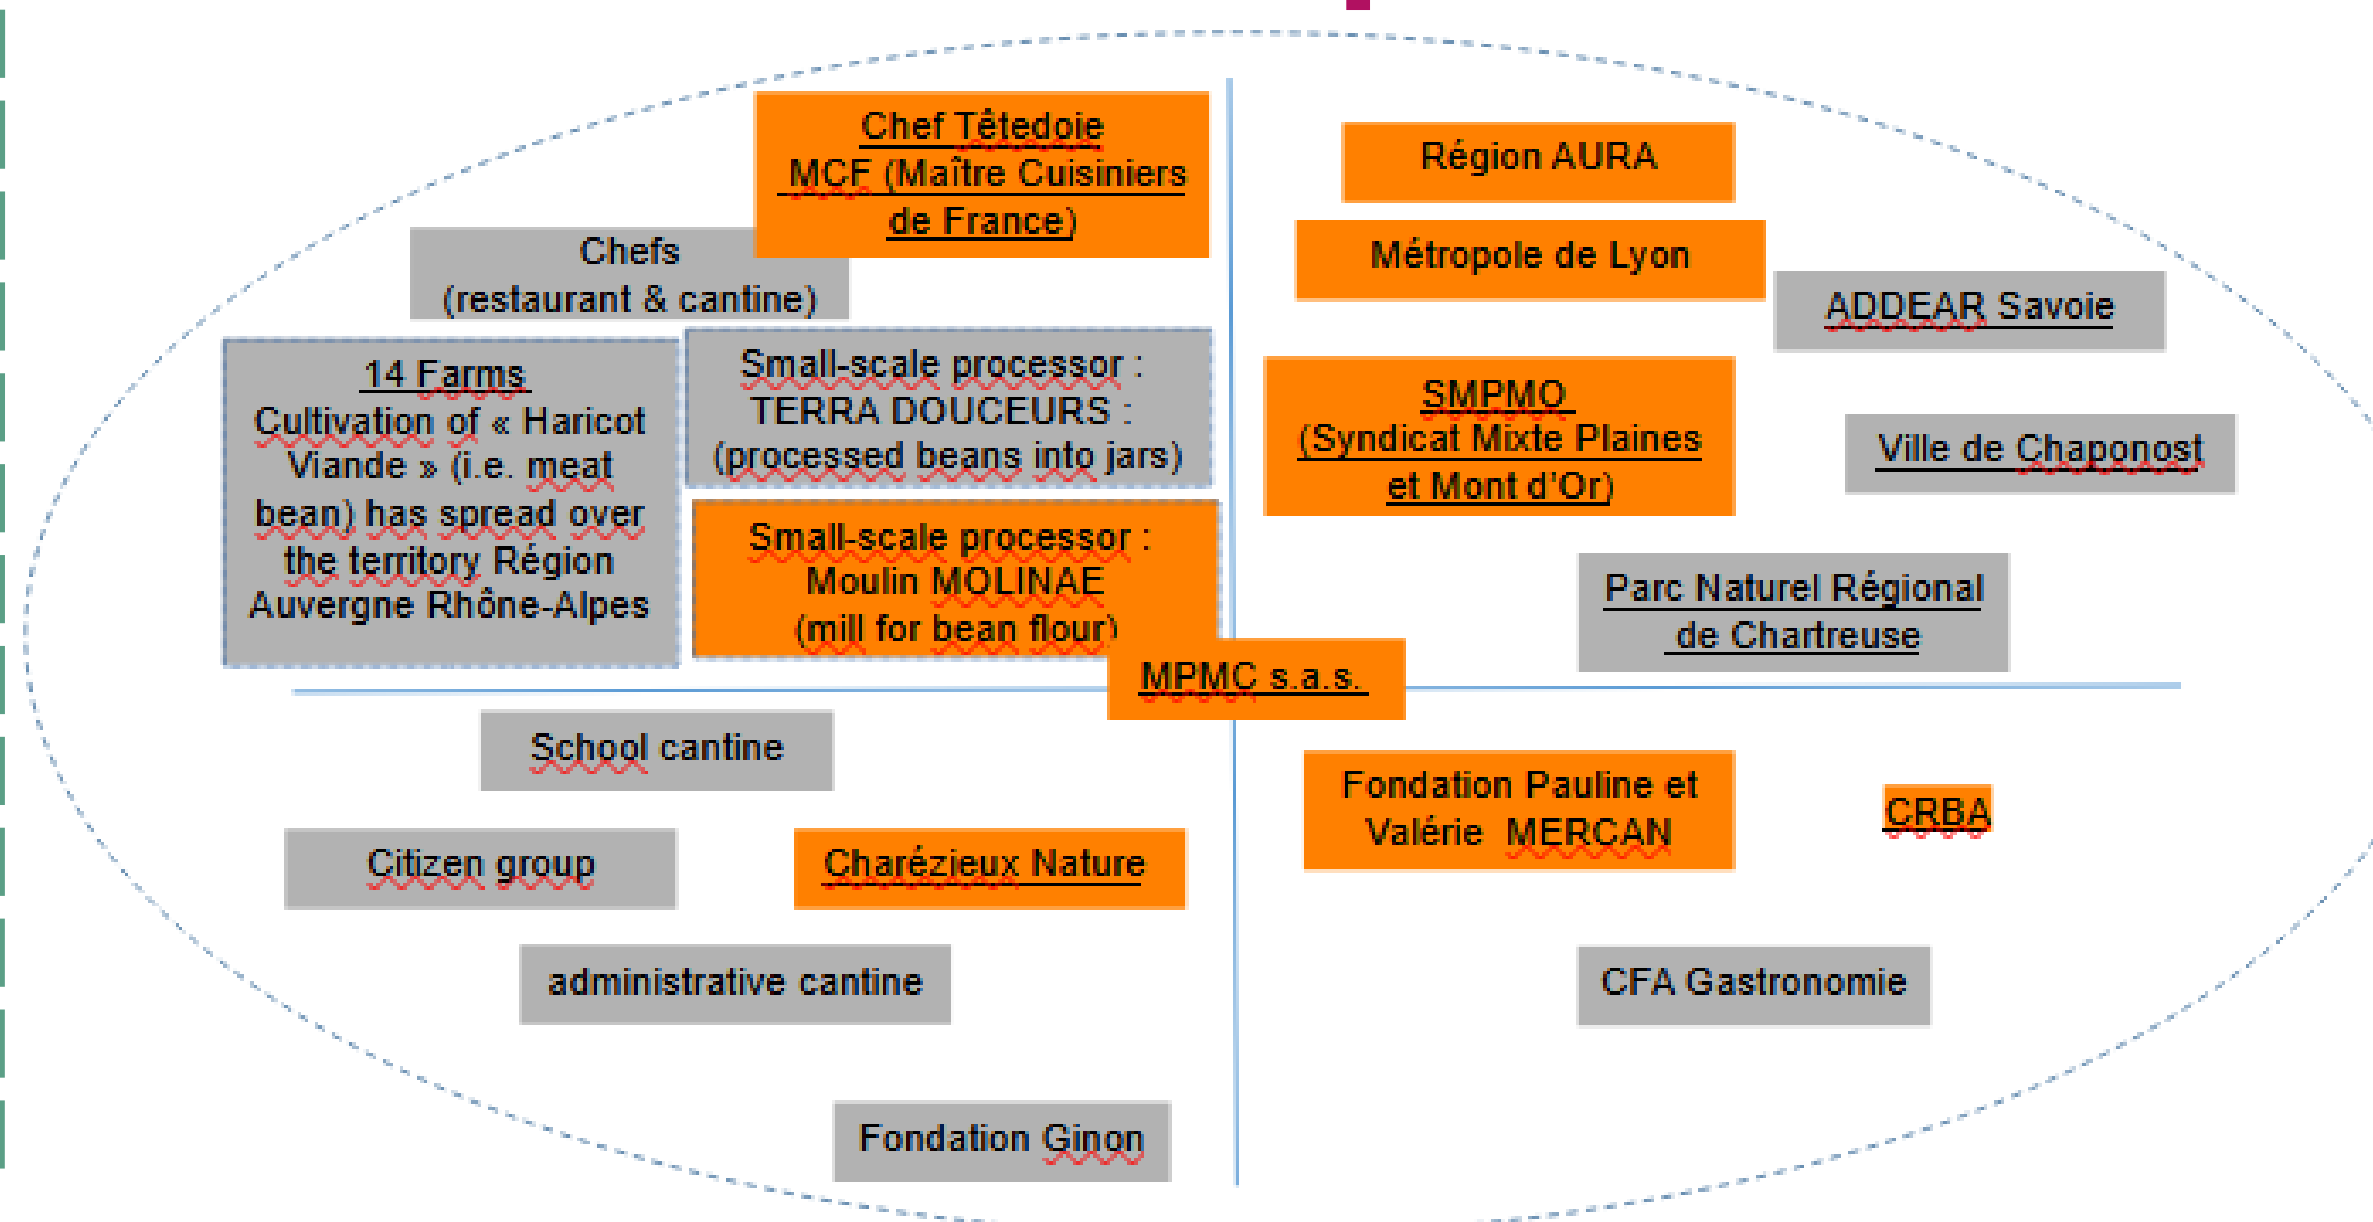 Chef Têtedoie
MCF (Maître Cuisiniers
de France)
Chefs
(restaurant & cantine)
14 Farms
Cultivation of « Haricot
Viande » (i.e. meat
bean) has spread over
the territory Région
Auvergne Rhône-Alpes
Small-scale processor :
TERRA DOUCEURS :
(processed beans into jars)
Small-scale processor :
Moulin MOLINAE
(mill for bean flour)
Région AURA
Métropole de Lyon
ADDEAR Savoie
SMPMO
(Syndicat Mixte Plaines
et Mont d'Or)
Ville de Chaponost
Parc Naturel Régional
de Chartreuse
MPMC s.a.s.
School cantine
Citizen group
Charézieux Nature
administrative cantine
Fondation Ginon
Fondation Pauline et
Valérie MERCAN
CRBA
CFA Gastronomie